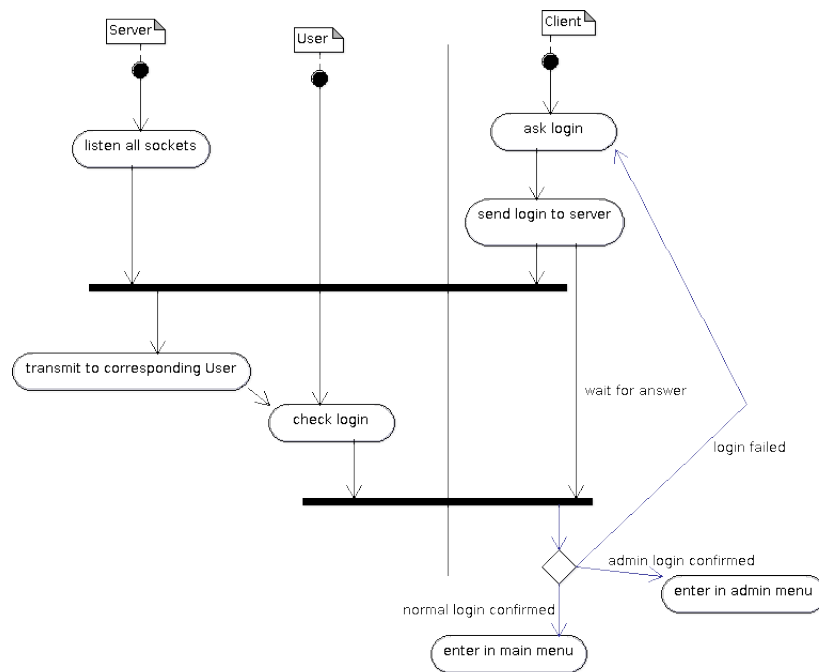 Server
User
Client
ask login
listen all sockets
send login to server
transmit to corresponding User
wait for answer
check login
login failed
admin login confirmed
enter in admin menu
normal login confirmed
enter in main menu